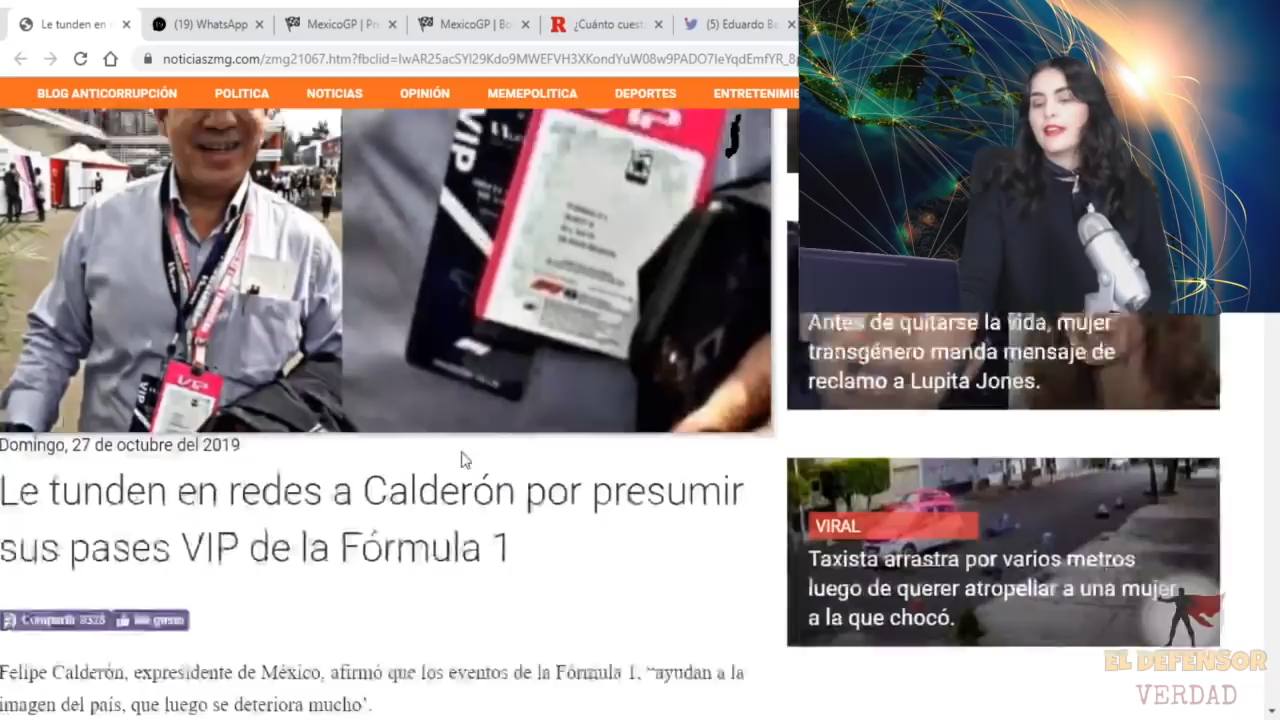 Le tunden en
(19) WhatsApp
MexicoGP | Pr
MexicoGP | Bo
¿Cuánto cuest
(5) Eduardo Be
noticiaszmg.com/zmg21067.htm?fbclid=
BLOG ANTICORRUPCIÓN
POLITICA
NOTICIAS
OPINIÓN
MEMEPOLITICA
DEPORTES
ENTRETENIMIE
VIP
VIP
Antes de quitarse la vida, mujer
transgénero manda mensaje de
reclamo a Lupita Jones.
Domingo, 27 de octubre del 2019
Le tunden en redes a Calderón por presumir
sus pases VIP de la Fórmula 1
VIRAL
Taxista arrastra por varios metros
luego de querer atropellar a una mujer
a la que chocó.
Compartir 8328
Me gusta
Felipe Calderón, expresidente de México, afirmó que los eventos de la Fórmula 1, “ayudan a la
imagen del país, que luego se deteriora mucho’.
EL DEFENSOR
VERDAD